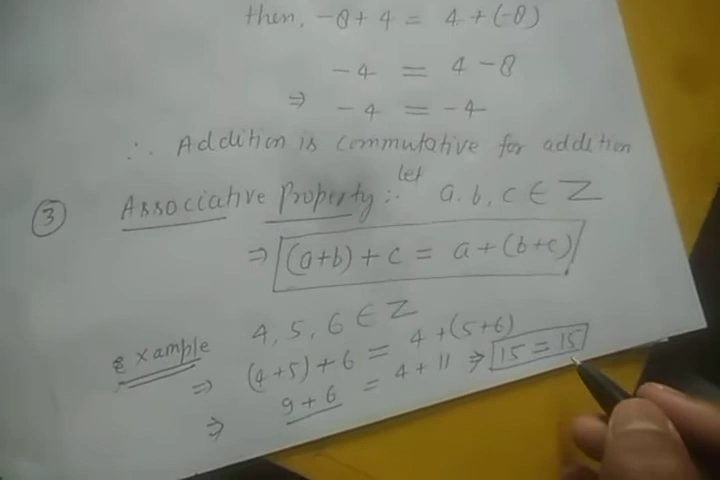 then, -8 + 4 = 4 + (-8)
-4 = 4 - 8
⇒ -4 = -4
∴ Addition is commutative for addition
③ Associative Property :- let a, b, c ∈ Z
⇒ (a+b) + c = a + (b+c)
example 4, 5, 6 ∈ Z
⇒ (4+5) + 6 = 4 + (5+6)
⇒ 9 + 6 = 4 + 11 ⇒ 15 = 15